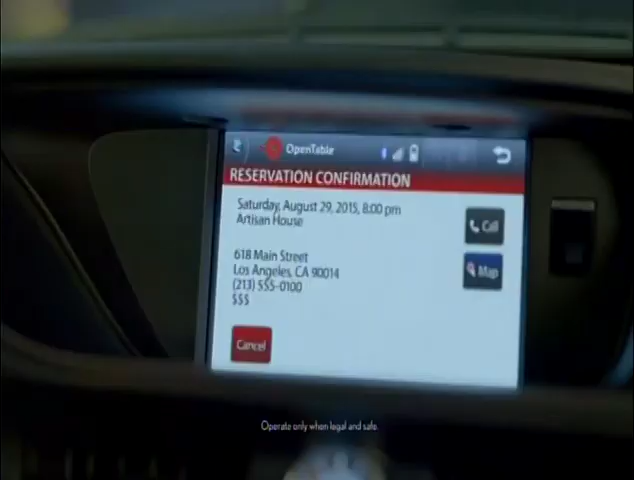 OpenTable
RESERVATION CONFIRMATION
Saturday, August 29, 2015, 8:00 pm
Artisan House
Call
618 Main Street
Los Angeles, CA 90014
Map
(213) 555-0100
$$$
Cancel
Operate only when legal and safe.